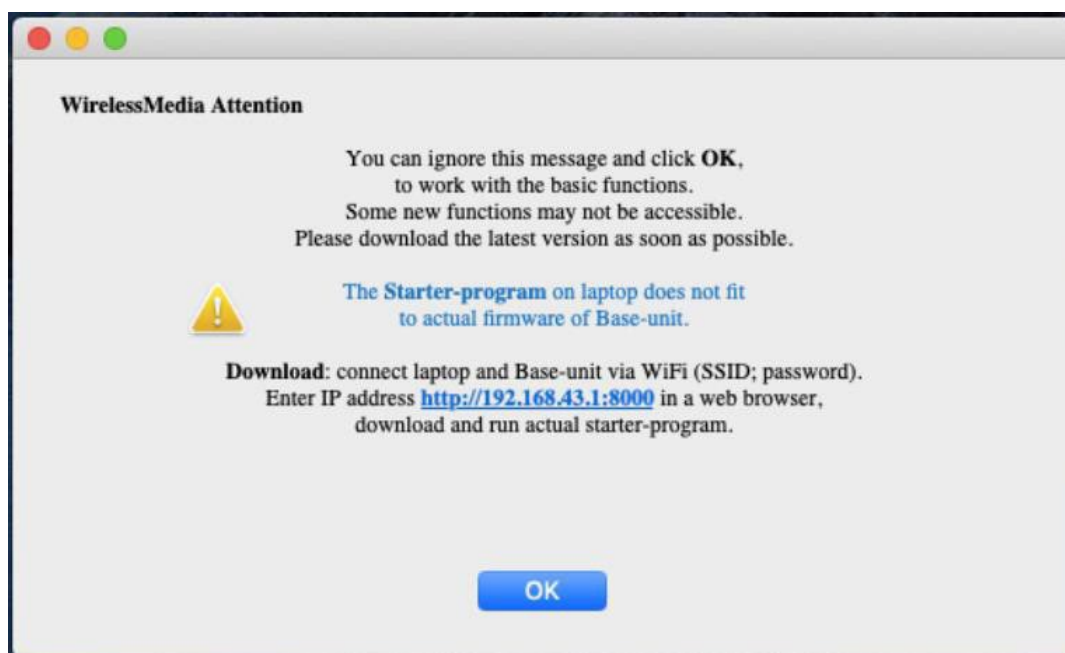 WirelessMedia Attention
You can ignore this message and click OK,
to work with the basic functions.
Some new functions may not be accessible.
Please download the latest version as soon as possible.
The Starter-program on laptop does not fit
to actual firmware of Base-unit.
Download: connect laptop and Base-unit via WiFi (SSID; password).
Enter IP address http://192.168.43.1:8000 in a web browser,
download and run actual starter-program.
OK